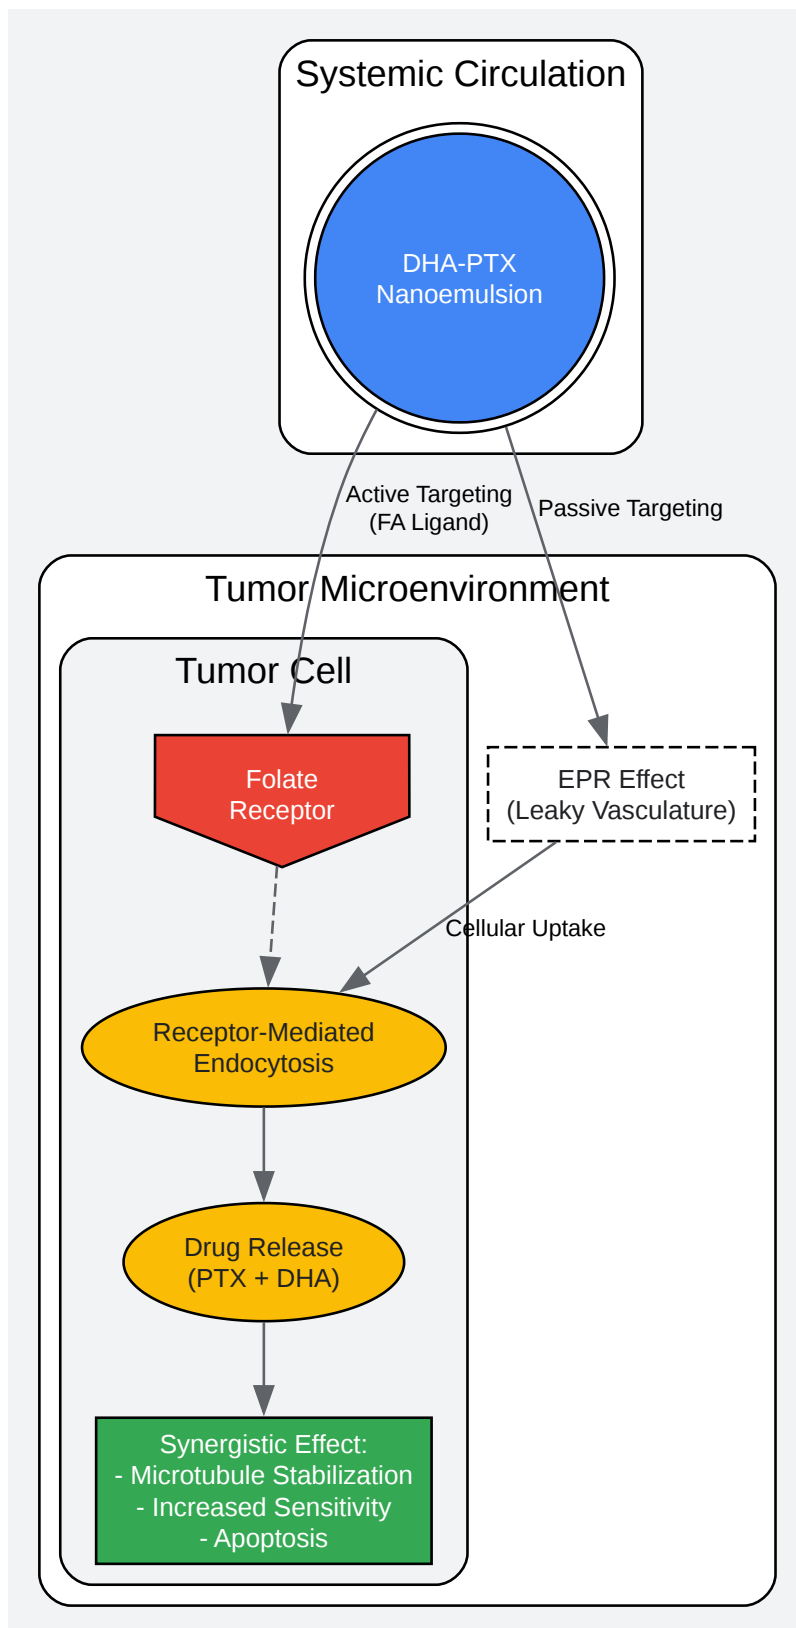 Systemic Circulation
DHA-PTX
Nanoemulsion
Active Targeting
(FA Ligand)
Passive Targeting
Tumor Microenvironment
Tumor Cell
Folate
Receptor
EPR Effect
(Leaky Vasculature)
Cellular Uptake
Receptor-Mediated
Endocytosis
Drug Release
(PTX + DHA)
Synergistic Effect:
- Microtubule Stabilization
- Increased Sensitivity
- Apoptosis